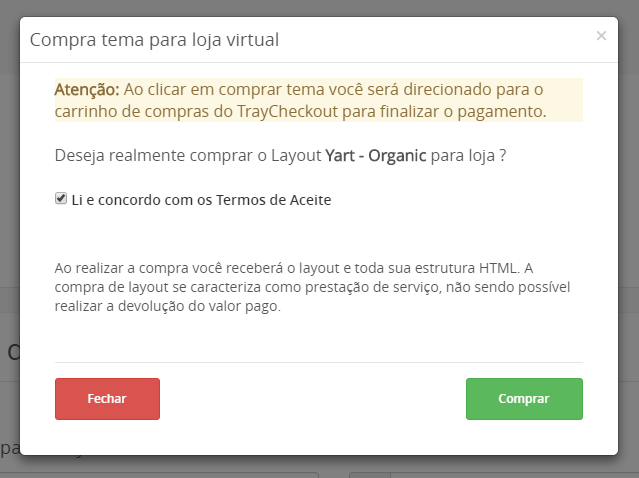 Compra tema para loja virtual ×
Atenção: Ao clicar em comprar tema você será direcionado para o
carrinho de compras do TrayCheckout para finalizar o pagamento.
Deseja realmente comprar o Layout Yart - Organic para loja ?
Li e concordo com os Termos de Aceite
Ao realizar a compra você receberá o layout e toda sua estrutura HTML. A
compra de layout se caracteriza como prestação de serviço, não sendo possível
realizar a devolução do valor pago.
Fechar
Comprar